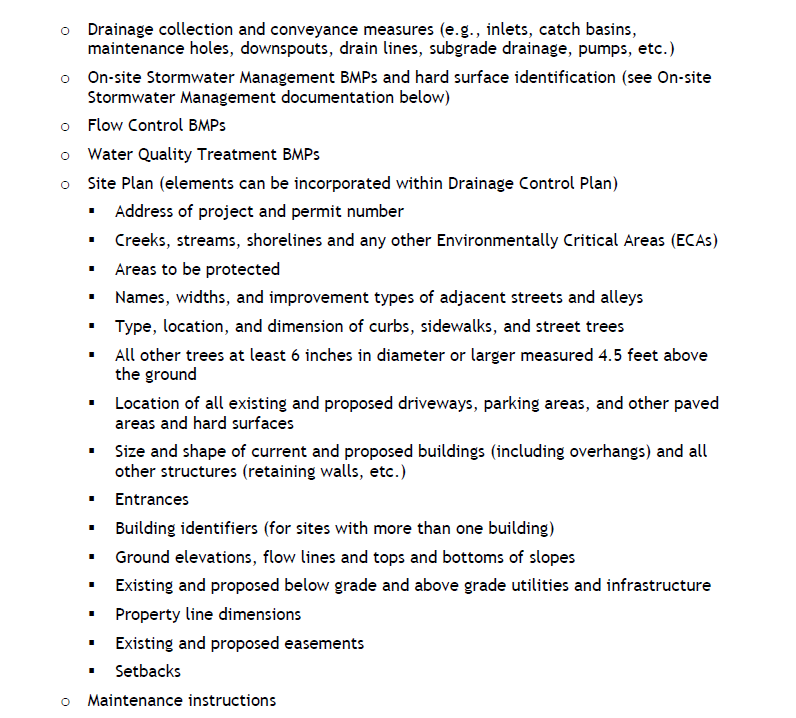 o Drainage collection and conveyance measures (e.g., inlets, catch basins,
maintenance holes, downspouts, drain lines, subgrade drainage, pumps, etc.)
o On-site Stormwater Management BMPs and hard surface identification (see On-site
Stormwater Management documentation below)
o Flow Control BMPs
o Water Quality Treatment BMPs
o Site Plan (elements can be incorporated within Drainage Control Plan)
▪ Address of project and permit number
▪ Creeks, streams, shorelines and any other Environmentally Critical Areas (ECAs)
▪ Areas to be protected
▪ Names, widths, and improvement types of adjacent streets and alleys
▪ Type, location, and dimension of curbs, sidewalks, and street trees
▪ All other trees at least 6 inches in diameter or larger measured 4.5 feet above
the ground
▪ Location of all existing and proposed driveways, parking areas, and other paved
areas and hard surfaces
▪ Size and shape of current and proposed buildings (including overhangs) and all
other structures (retaining walls, etc.)
▪ Entrances
▪ Building identifiers (for sites with more than one building)
▪ Ground elevations, flow lines and tops and bottoms of slopes
▪ Existing and proposed below grade and above grade utilities and infrastructure
▪ Property line dimensions
▪ Existing and proposed easements
▪ Setbacks
o Maintenance instructions